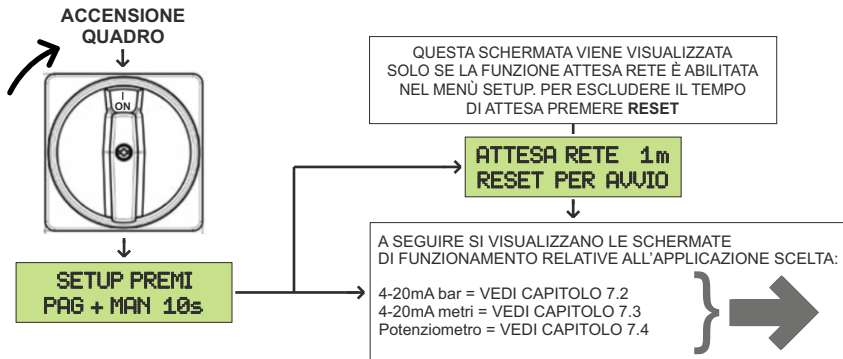 ACCENSIONE
QUADRO
I
ON
SETUP PREMI
PAG + MAN 10s
QUESTA SCHERMATA VIENE VISUALIZZATA
SOLO SE LA FUNZIONE ATTESA RETE È ABILITATA
NEL MENÙ SETUP. PER ESCLUDERE IL TEMPO
DI ATTESA PREMERE RESET
ATTESA RETE 1m
RESET PER AVVIO
A SEGUIRE SI VISUALIZZANO LE SCHERMATE
DI FUNZIONAMENTO RELATIVE ALL'APPLICAZIONE SCELTA:
4-20mA bar = VEDI CAPITOLO 7.2
4-20mA metri = VEDI CAPITOLO 7.3
Potenziometro = VEDI CAPITOLO 7.4